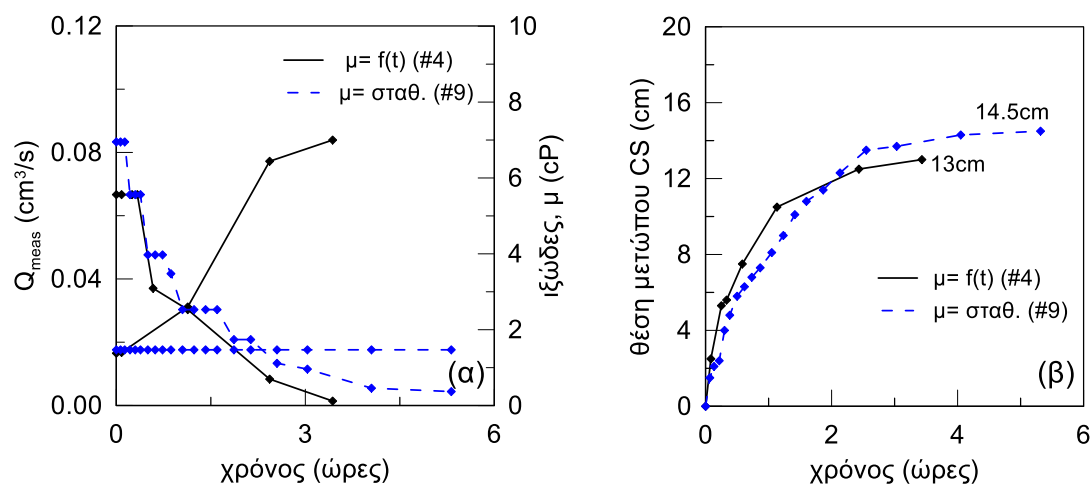 0.12
0.08
0.04
0.00
Q_meas (cm³/s)
10
8
6
4
2
0
ιξώδες, μ (cP)
μ= f(t) (#4)
μ= σταθ. (#9)
(α)
0
3
6
χρόνος (ώρες)
20
16
12
8
4
0
θέση μετώπου CS (cm)
14.5cm
13cm
μ= f(t) (#4)
μ= σταθ. (#9)
(β)
0
2
4
6
χρόνος (ώρες)